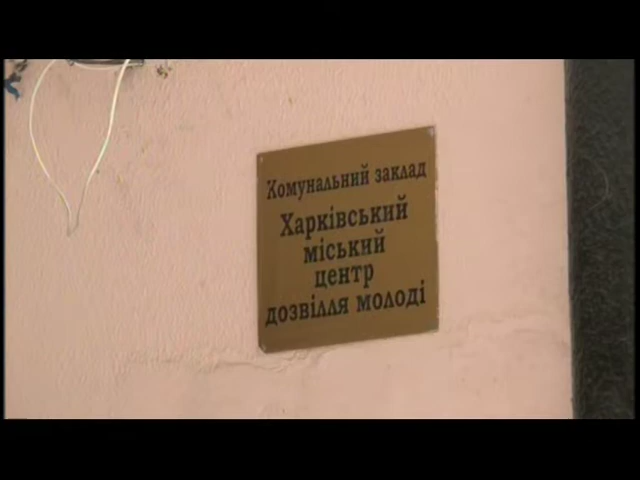 Комунальний заклад
Харківський
міський
центр
дозвілля молоді